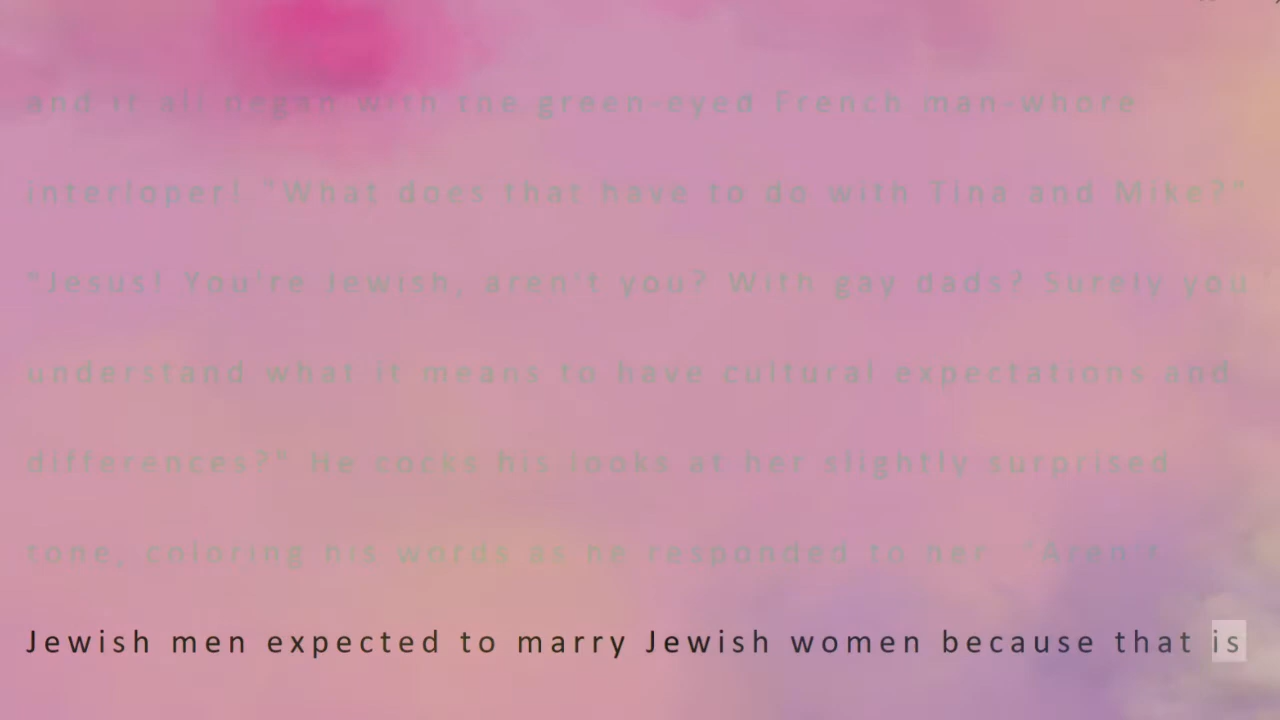 and it all began with the green-eyed French man-whore
interloper! "What does that have to do with Tina and Mike?"
"Jesus! You're Jewish, aren't you? With gay dads? Surely you
understand what it means to have cultural expectations and
differences?" He cocks his looks at her slightly surprised
tone, coloring his words as he responded to her. "Aren't
Jewish men expected to marry Jewish women because that is